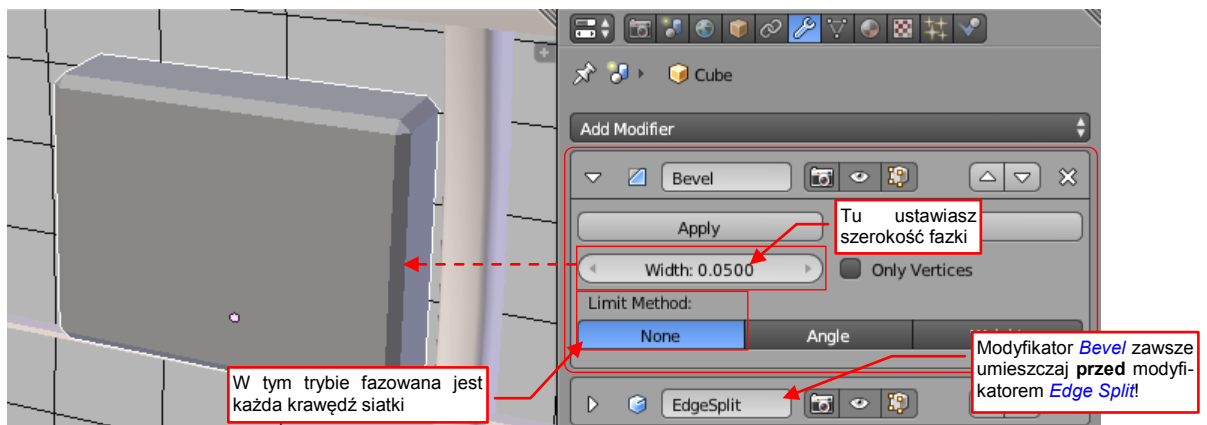 Cube
Add Modifier
Bevel
Apply
Tu ustawiasz
szerokość fazki
Width: 0.0500
Only Vertices
Limit Method:
None
Angle
Modyfikator Bevel zawsze
umieszczaj przed modyfi-
katorem Edge Split!
W tym trybie fazowana jest
każda krawędź siatki
EdgeSplit